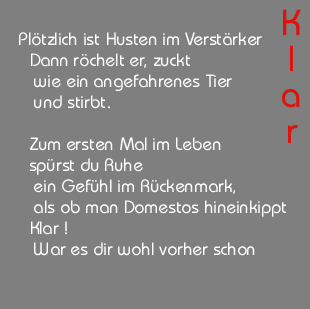 Plötzlich ist Husten im Verstärker
Dann röchelt er, zuckt
wie ein angefahrenes Tier
und stirbt.
Zum ersten Mal im Leben
spürst du Ruhe
ein Gefühl im Rückenmark,
als ob man Domestos hineinkippt
Klar !
War es dir wohl vorher schon
Klar